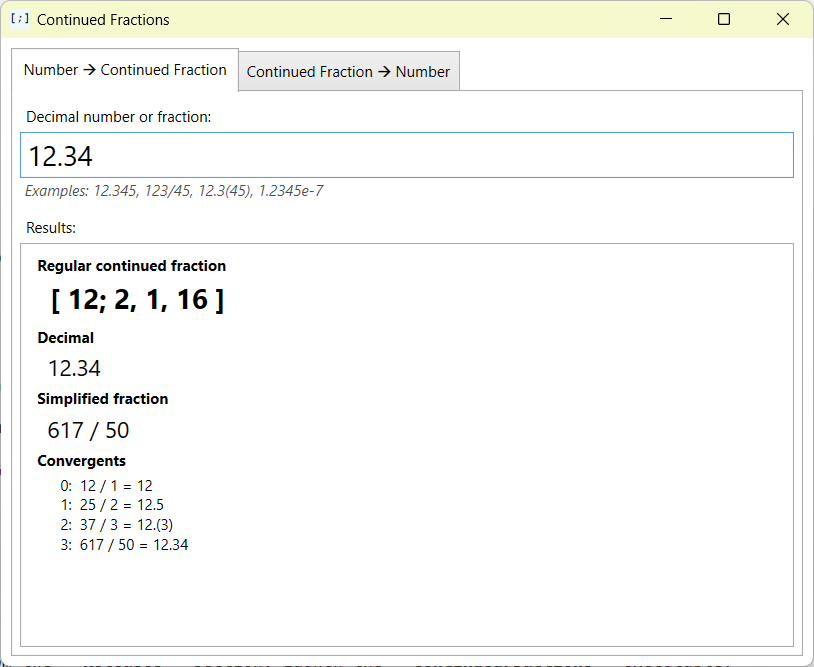 [;] Continued Fractions
Number → Continued Fraction
Continued Fraction → Number
Decimal number or fraction:
12.34
Examples: 12.345, 123/45, 12.3(45), 1.2345e-7
Results:
Regular continued fraction
[ 12; 2, 1, 16 ]
Decimal
12.34
Simplified fraction
617 / 50
Convergents
0: 12 / 1 = 12
1: 25 / 2 = 12.5
2: 37 / 3 = 12.(3)
3: 617 / 50 = 12.34